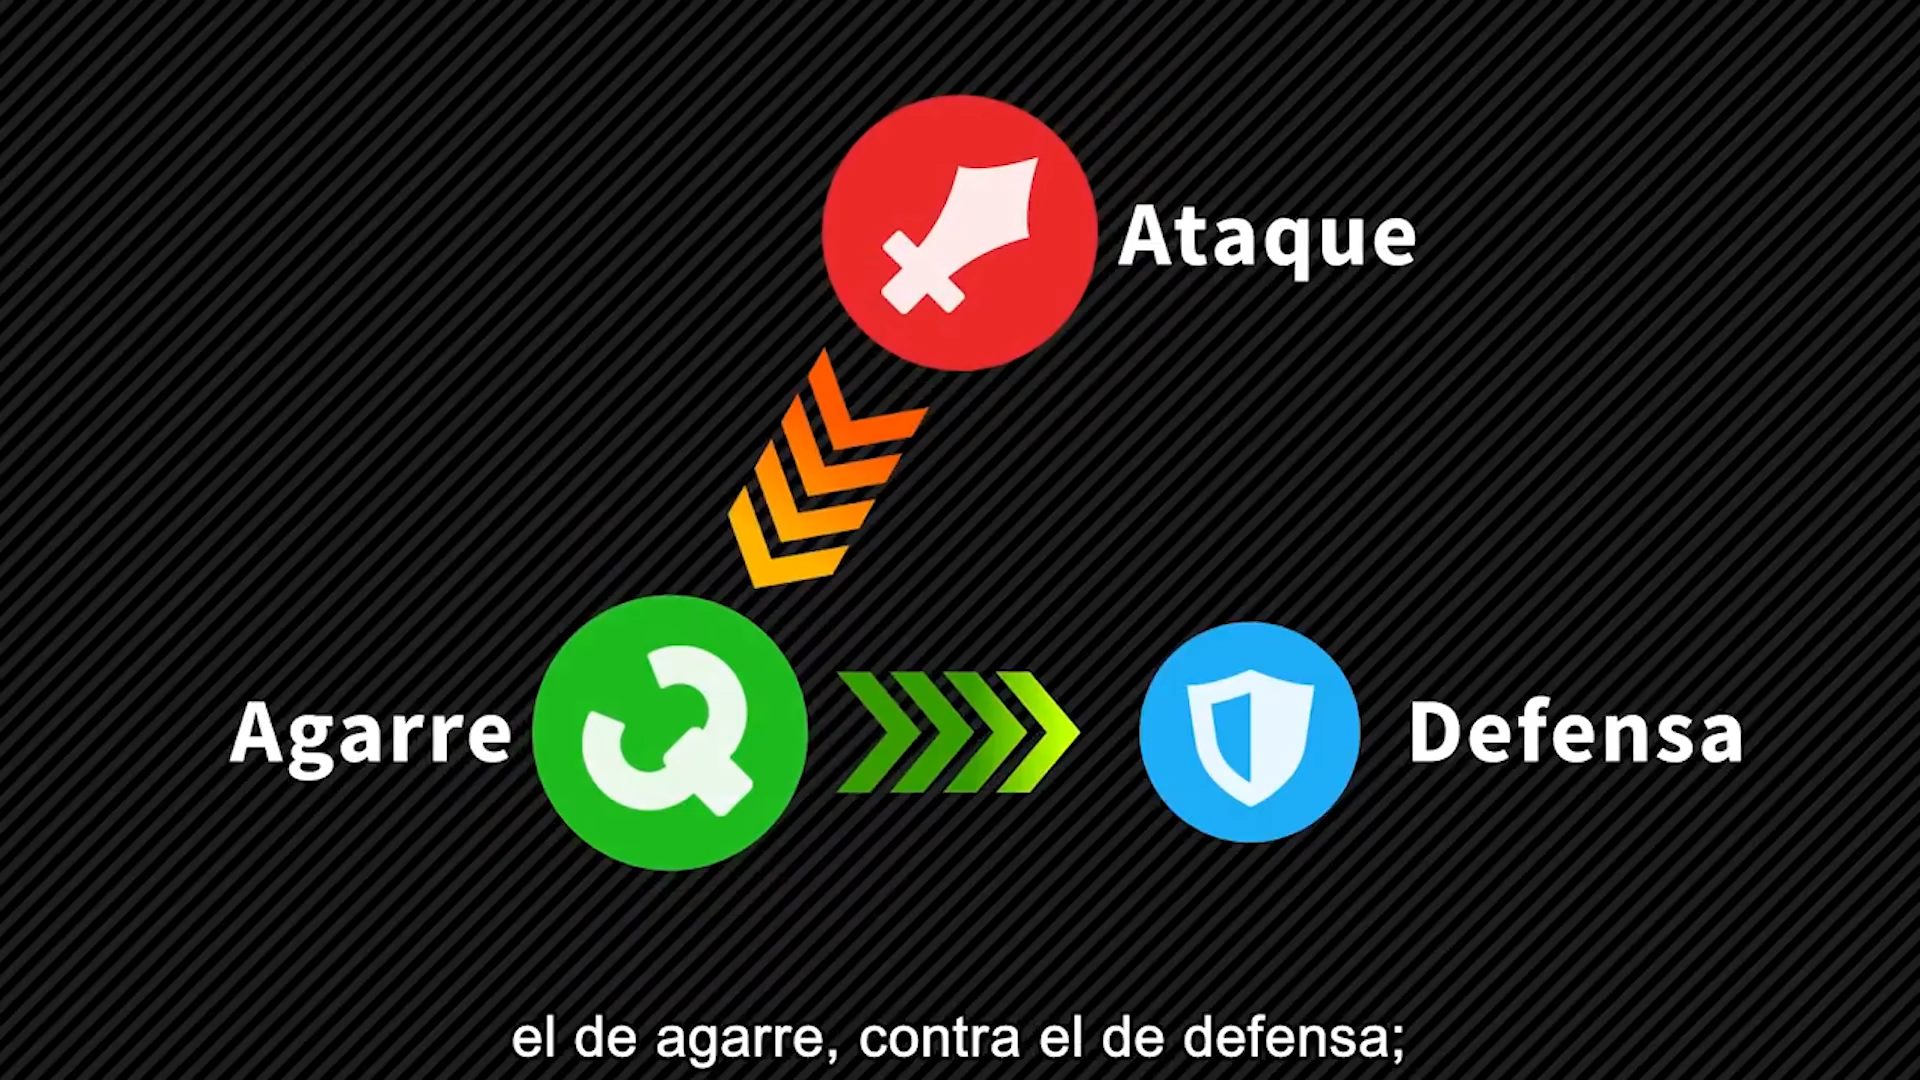 Ataque
Agarre
Defensa
el de agarre, contra el de defensa;